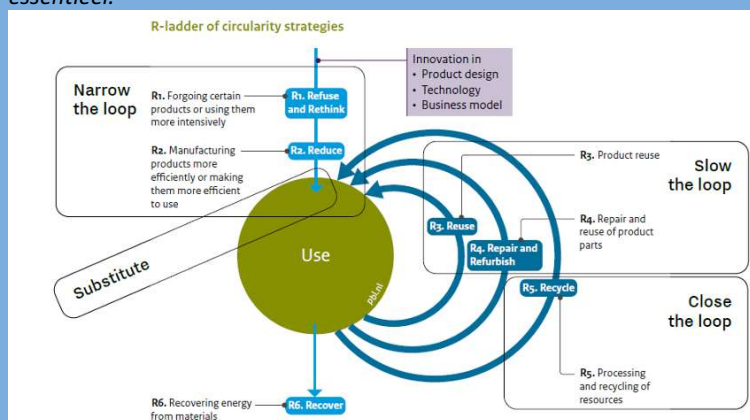 essentieel.
R-ladder of circularity strategies
Innovation in
• Product design
• Technology
• Business model
Narrow
the loop
R1. Forgoing certain
products or using them
more intensively
R1. Refuse
and Rethink
R2. Manufacturing
products more
efficiently or making
them more efficient
to use
R2. Reduce
Substitute
Use
pbl.nl
R3. Reuse
R4. Repair and
Refurbish
R5. Recycle
R3. Product reuse
Slow
the loop
R4. Repair and
reuse of product
parts
Close
the loop
R5. Processing
and recycling of
resources
R6. Recovering energy
from materials
R6. Recover